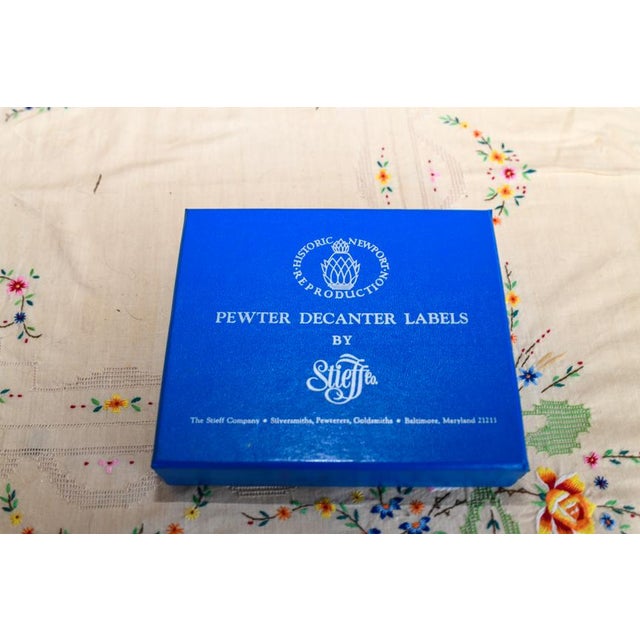 HISTORIC NEWPORT
REPRODUCTION
PEWTER DECANTER LABELS
BY
Stieff Co.
The Stieff Company • Silversmiths, Pewterers, Goldsmiths • Baltimore, Maryland 21211